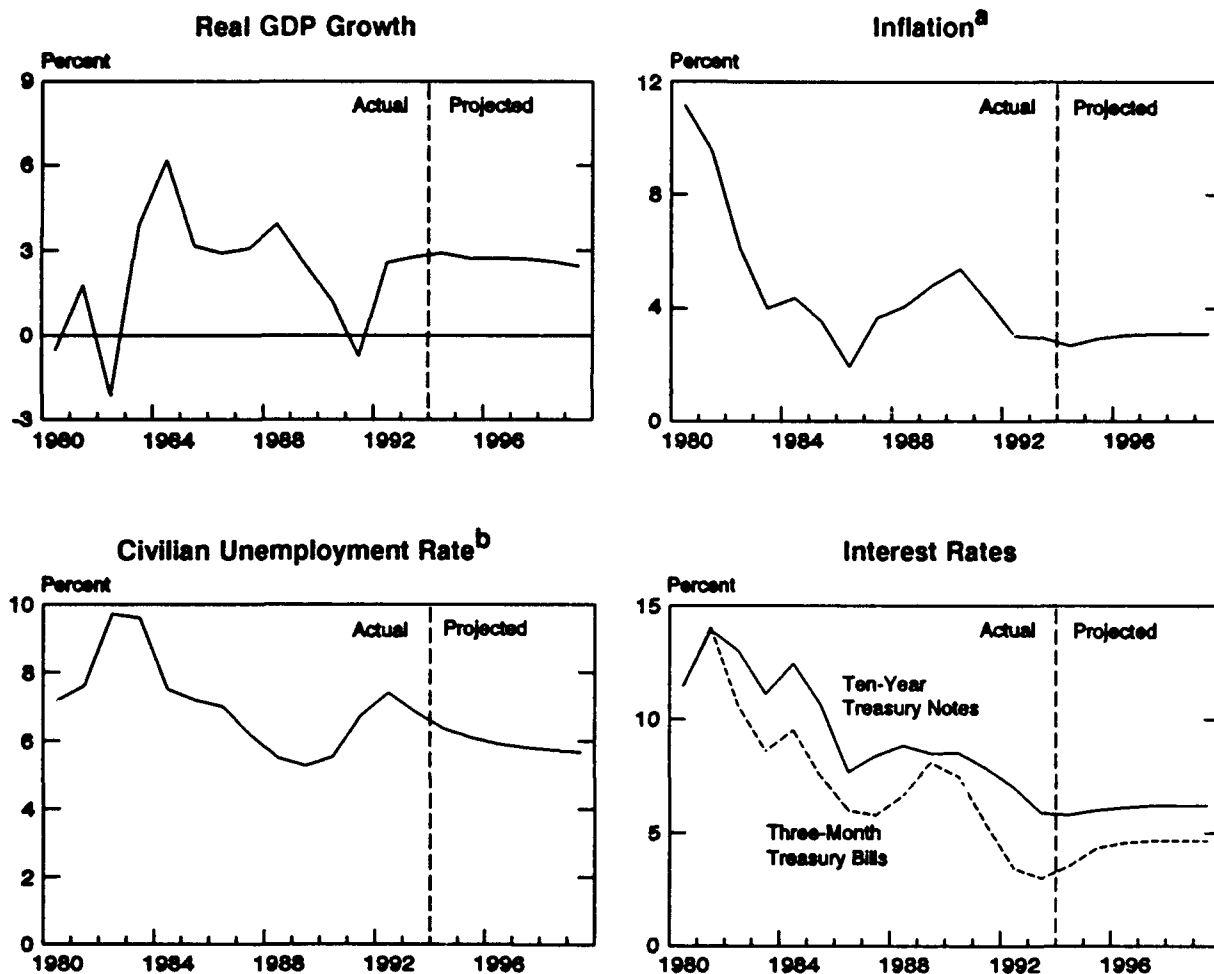 Real GDP Growth
Percent
9
6
3
0
-3
Actual
Projected
1980
1984
1988
1992
1996
Inflationa
Percent
12
8
4
0
Actual
Projected
1980
1984
1988
1992
1996
Civilian Unemployment Rateb
Percent
10
8
6
4
2
0
Actual
Projected
1980
1984
1988
1992
1996
Interest Rates
Percent
15
10
5
0
Actual
Projected
Ten-Year
Treasury Notes
Three-Month
Treasury Bills
1980
1984
1988
1992
1996